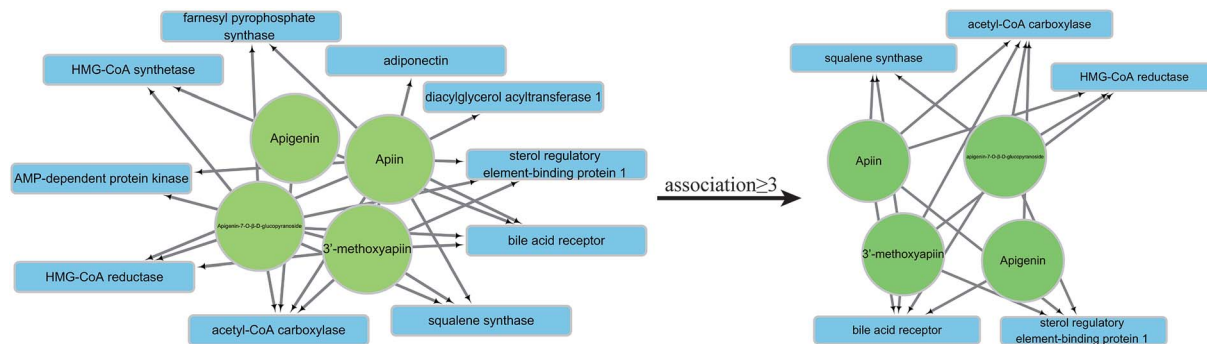 farnesyl pyrophosphate
synthase
HMG-CoA synthetase
adiponectin
diacylglycerol acyltransferase 1
Apigenin
Apiin
AMP-dependent protein kinase
sterol regulatory
element-binding protein 1
Apigenin-7-O-β-D-glucopyranoside
3'-methoxyapiin
bile acid receptor
HMG-CoA reductase
acetyl-CoA carboxylase
squalene synthase
association≥3
acetyl-CoA carboxylase
squalene synthase
HMG-CoA reductase
Apiin
apigenin-7-O-β-D-glucopyranoside
3'-methoxyapiin
Apigenin
bile acid receptor
sterol regulatory
element-binding protein 1